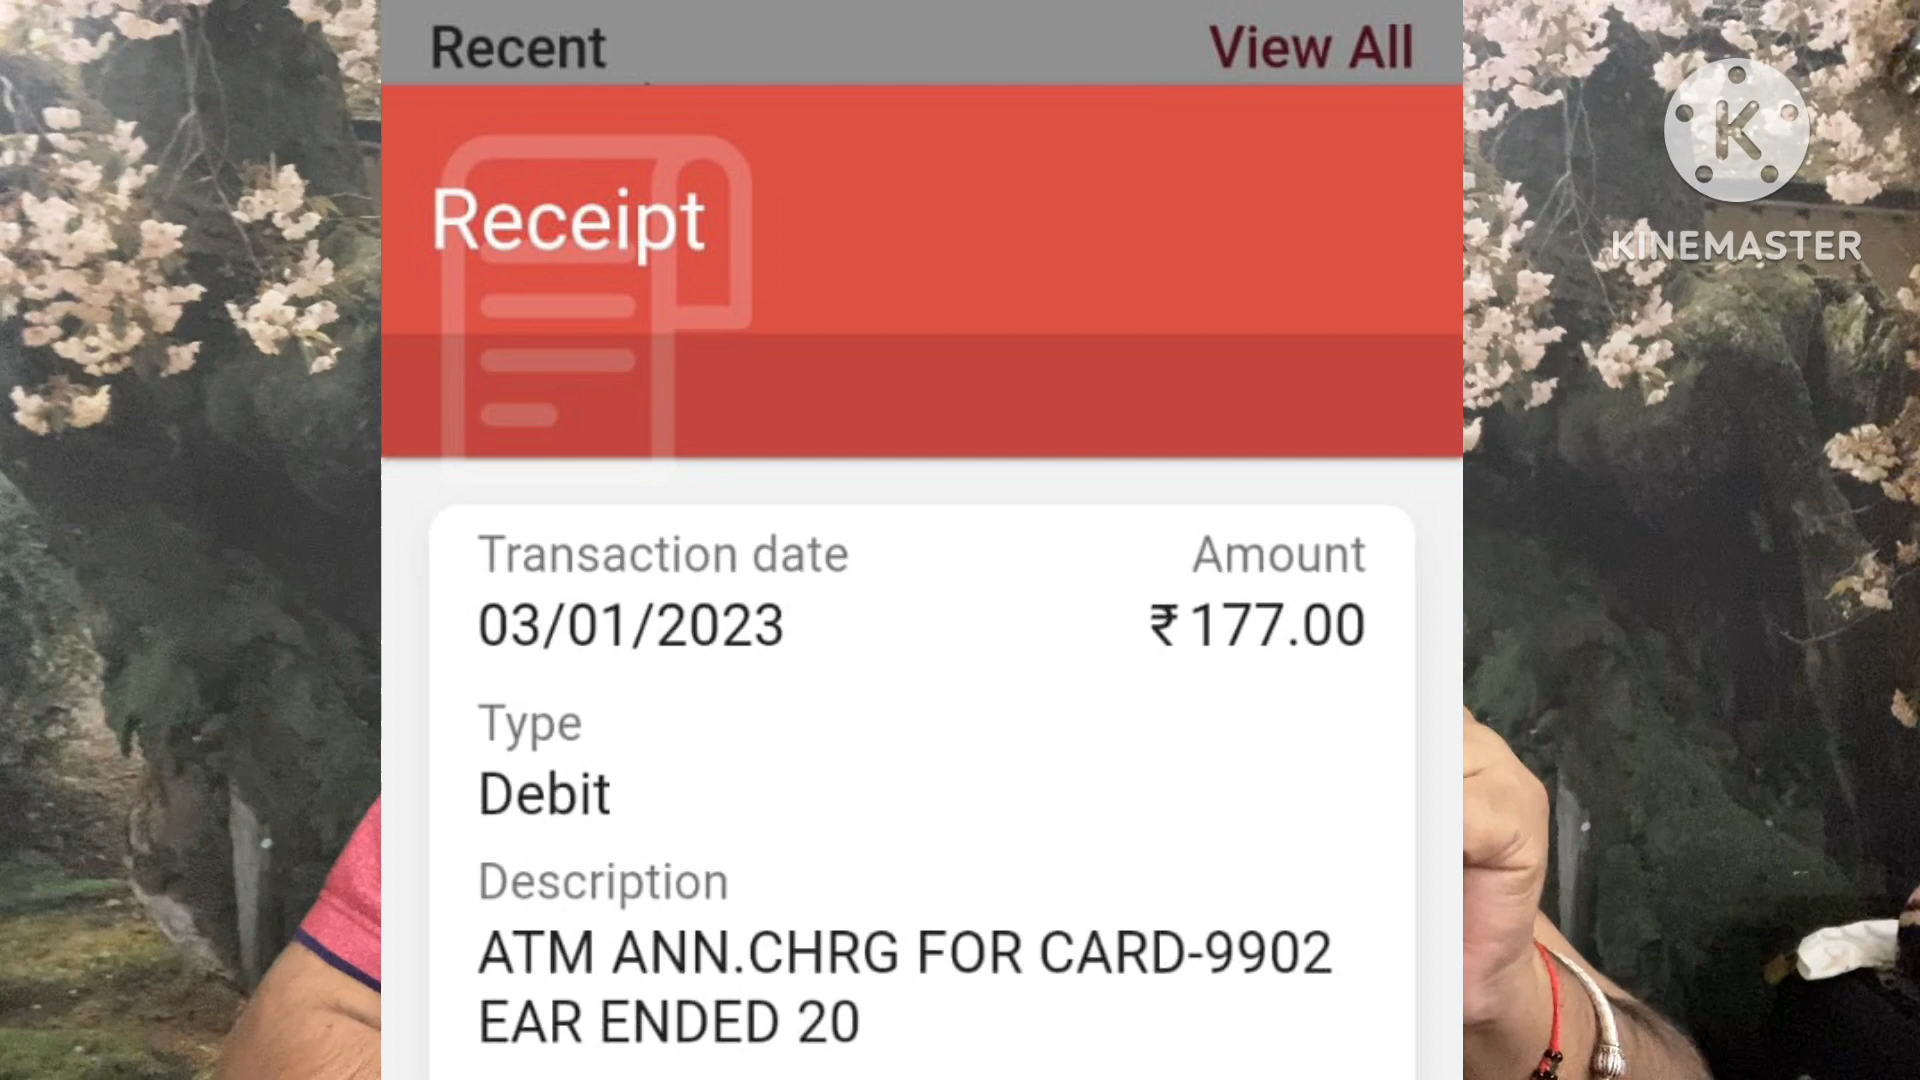 Recent View All
Receipt
K
KINEMASTER
Transaction date Amount
03/01/2023 ₹ 177.00
Type
Debit
Description
ATM ANN.CHRG FOR CARD-9902
EAR ENDED 20